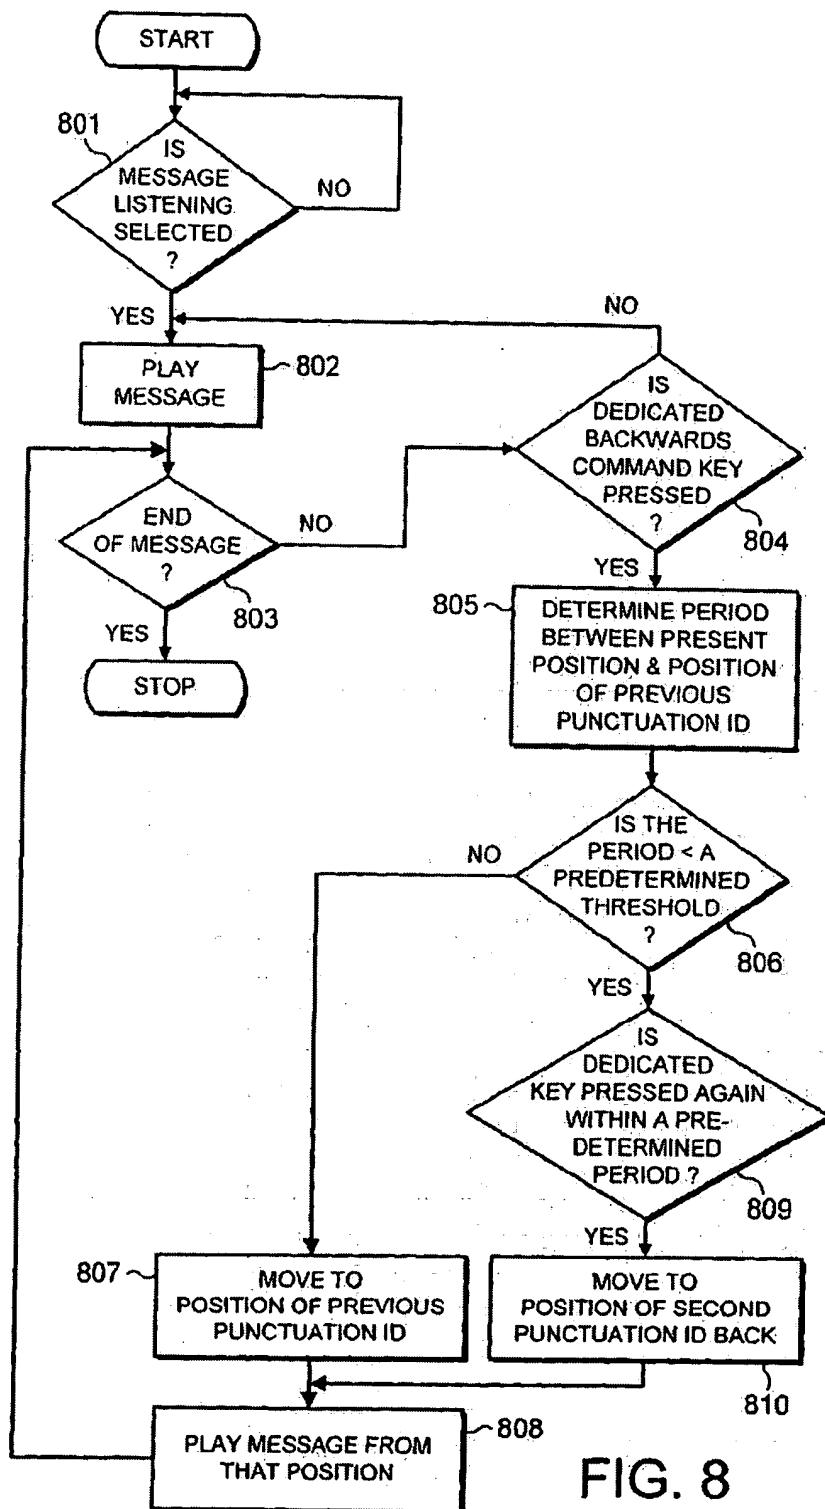 START
801
IS
MESSAGE
LISTENING
SELECTED
?
NO
YES
NO
PLAY
MESSAGE
802
IS
DEDICATED
BACKWARDS
COMMAND KEY
PRESSED
?
804
END
OF MESSAGE
?
NO
803
YES
STOP
YES
805
DETERMINE PERIOD
BETWEEN PRESENT
POSITION & POSITION
OF PREVIOUS
PUNCTUATION ID
IS THE
PERIOD < A
PREDETERMINED
THRESHOLD
?
NO
806
YES
IS
DEDICATED
KEY PRESSED AGAIN
WITHIN A PRE-
DETERMINED
PERIOD ?
809
YES
807
MOVE TO
POSITION OF PREVIOUS
PUNCTUATION ID
MOVE TO
POSITION OF SECOND
PUNCTUATION ID BACK
810
808
PLAY MESSAGE FROM
THAT POSITION
FIG. 8